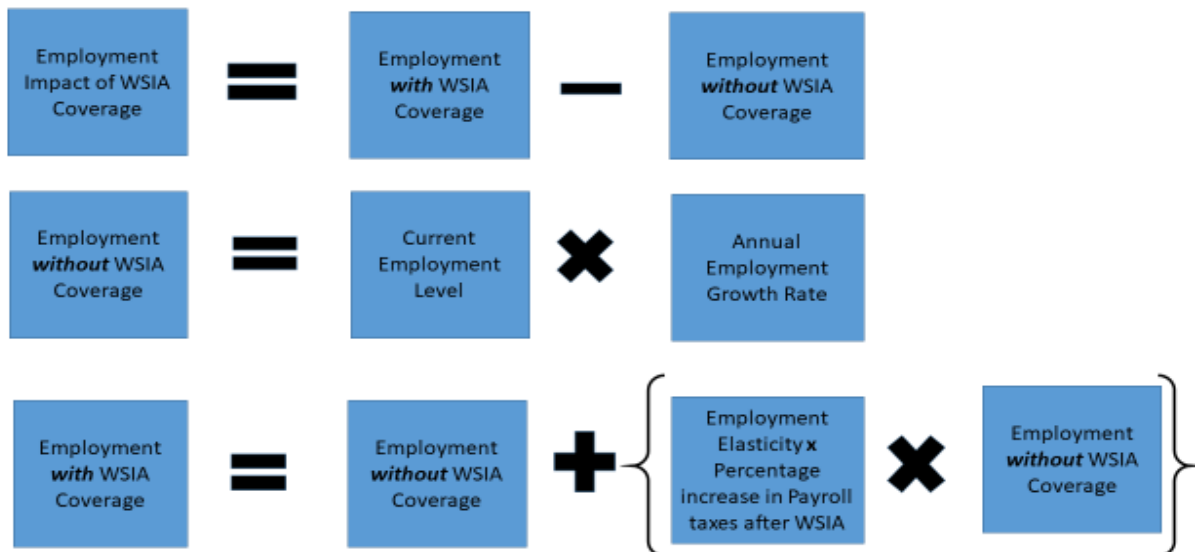 Employment
Impact of WSIA
Coverage
=
Employment
with WSIA
Coverage
−
Employment
without WSIA
Coverage
Employment
without WSIA
Coverage
=
Current
Employment
Level
×
Annual
Employment
Growth Rate
Employment
with WSIA
Coverage
=
Employment
without WSIA
Coverage
+
{
Employment
Elasticity x
Percentage
increase in Payroll
taxes after WSIA
×
Employment
without WSIA
Coverage
}